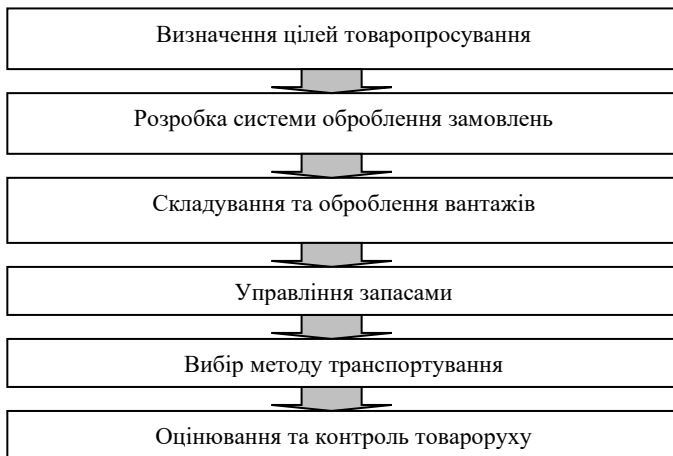 Визначення цілей товаропросування
Розробка системи оброблення замовлень
Складування та оброблення вантажів
Управління запасами
Вибір методу транспортування
Оцінювання та контроль товароруху